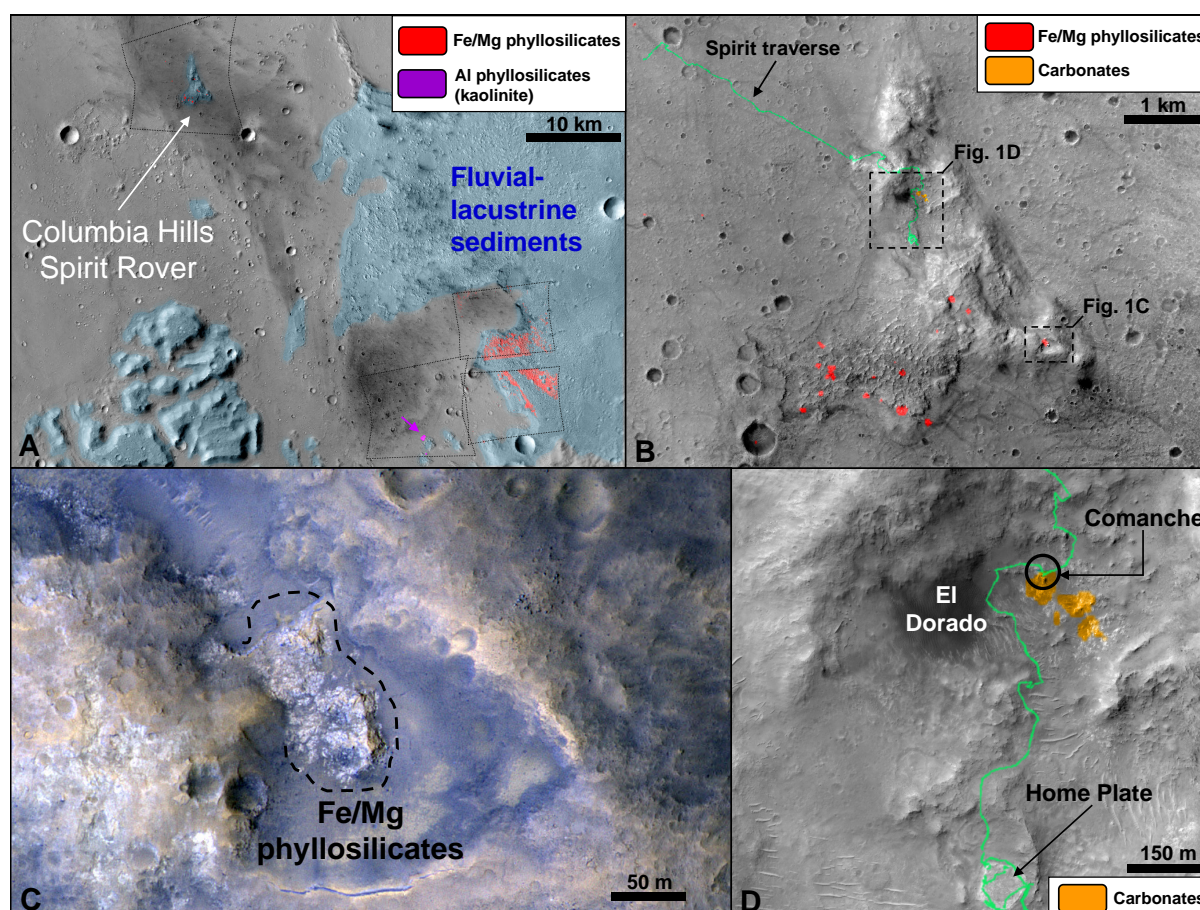 Fe/Mg phyllosilicates
Al phyllosilicates
(kaolinite)
10 km
Fluvial-
lacustrine
sediments
Columbia Hills
Spirit Rover
A
Fe/Mg phyllosilicates
Carbonates
1 km
Spirit traverse
Fig. 1D
Fig. 1C
B
Fe/Mg
phyllosilicates
50 m
C
Comanche
El
Dorado
Home Plate
150 m
Carbonates
D